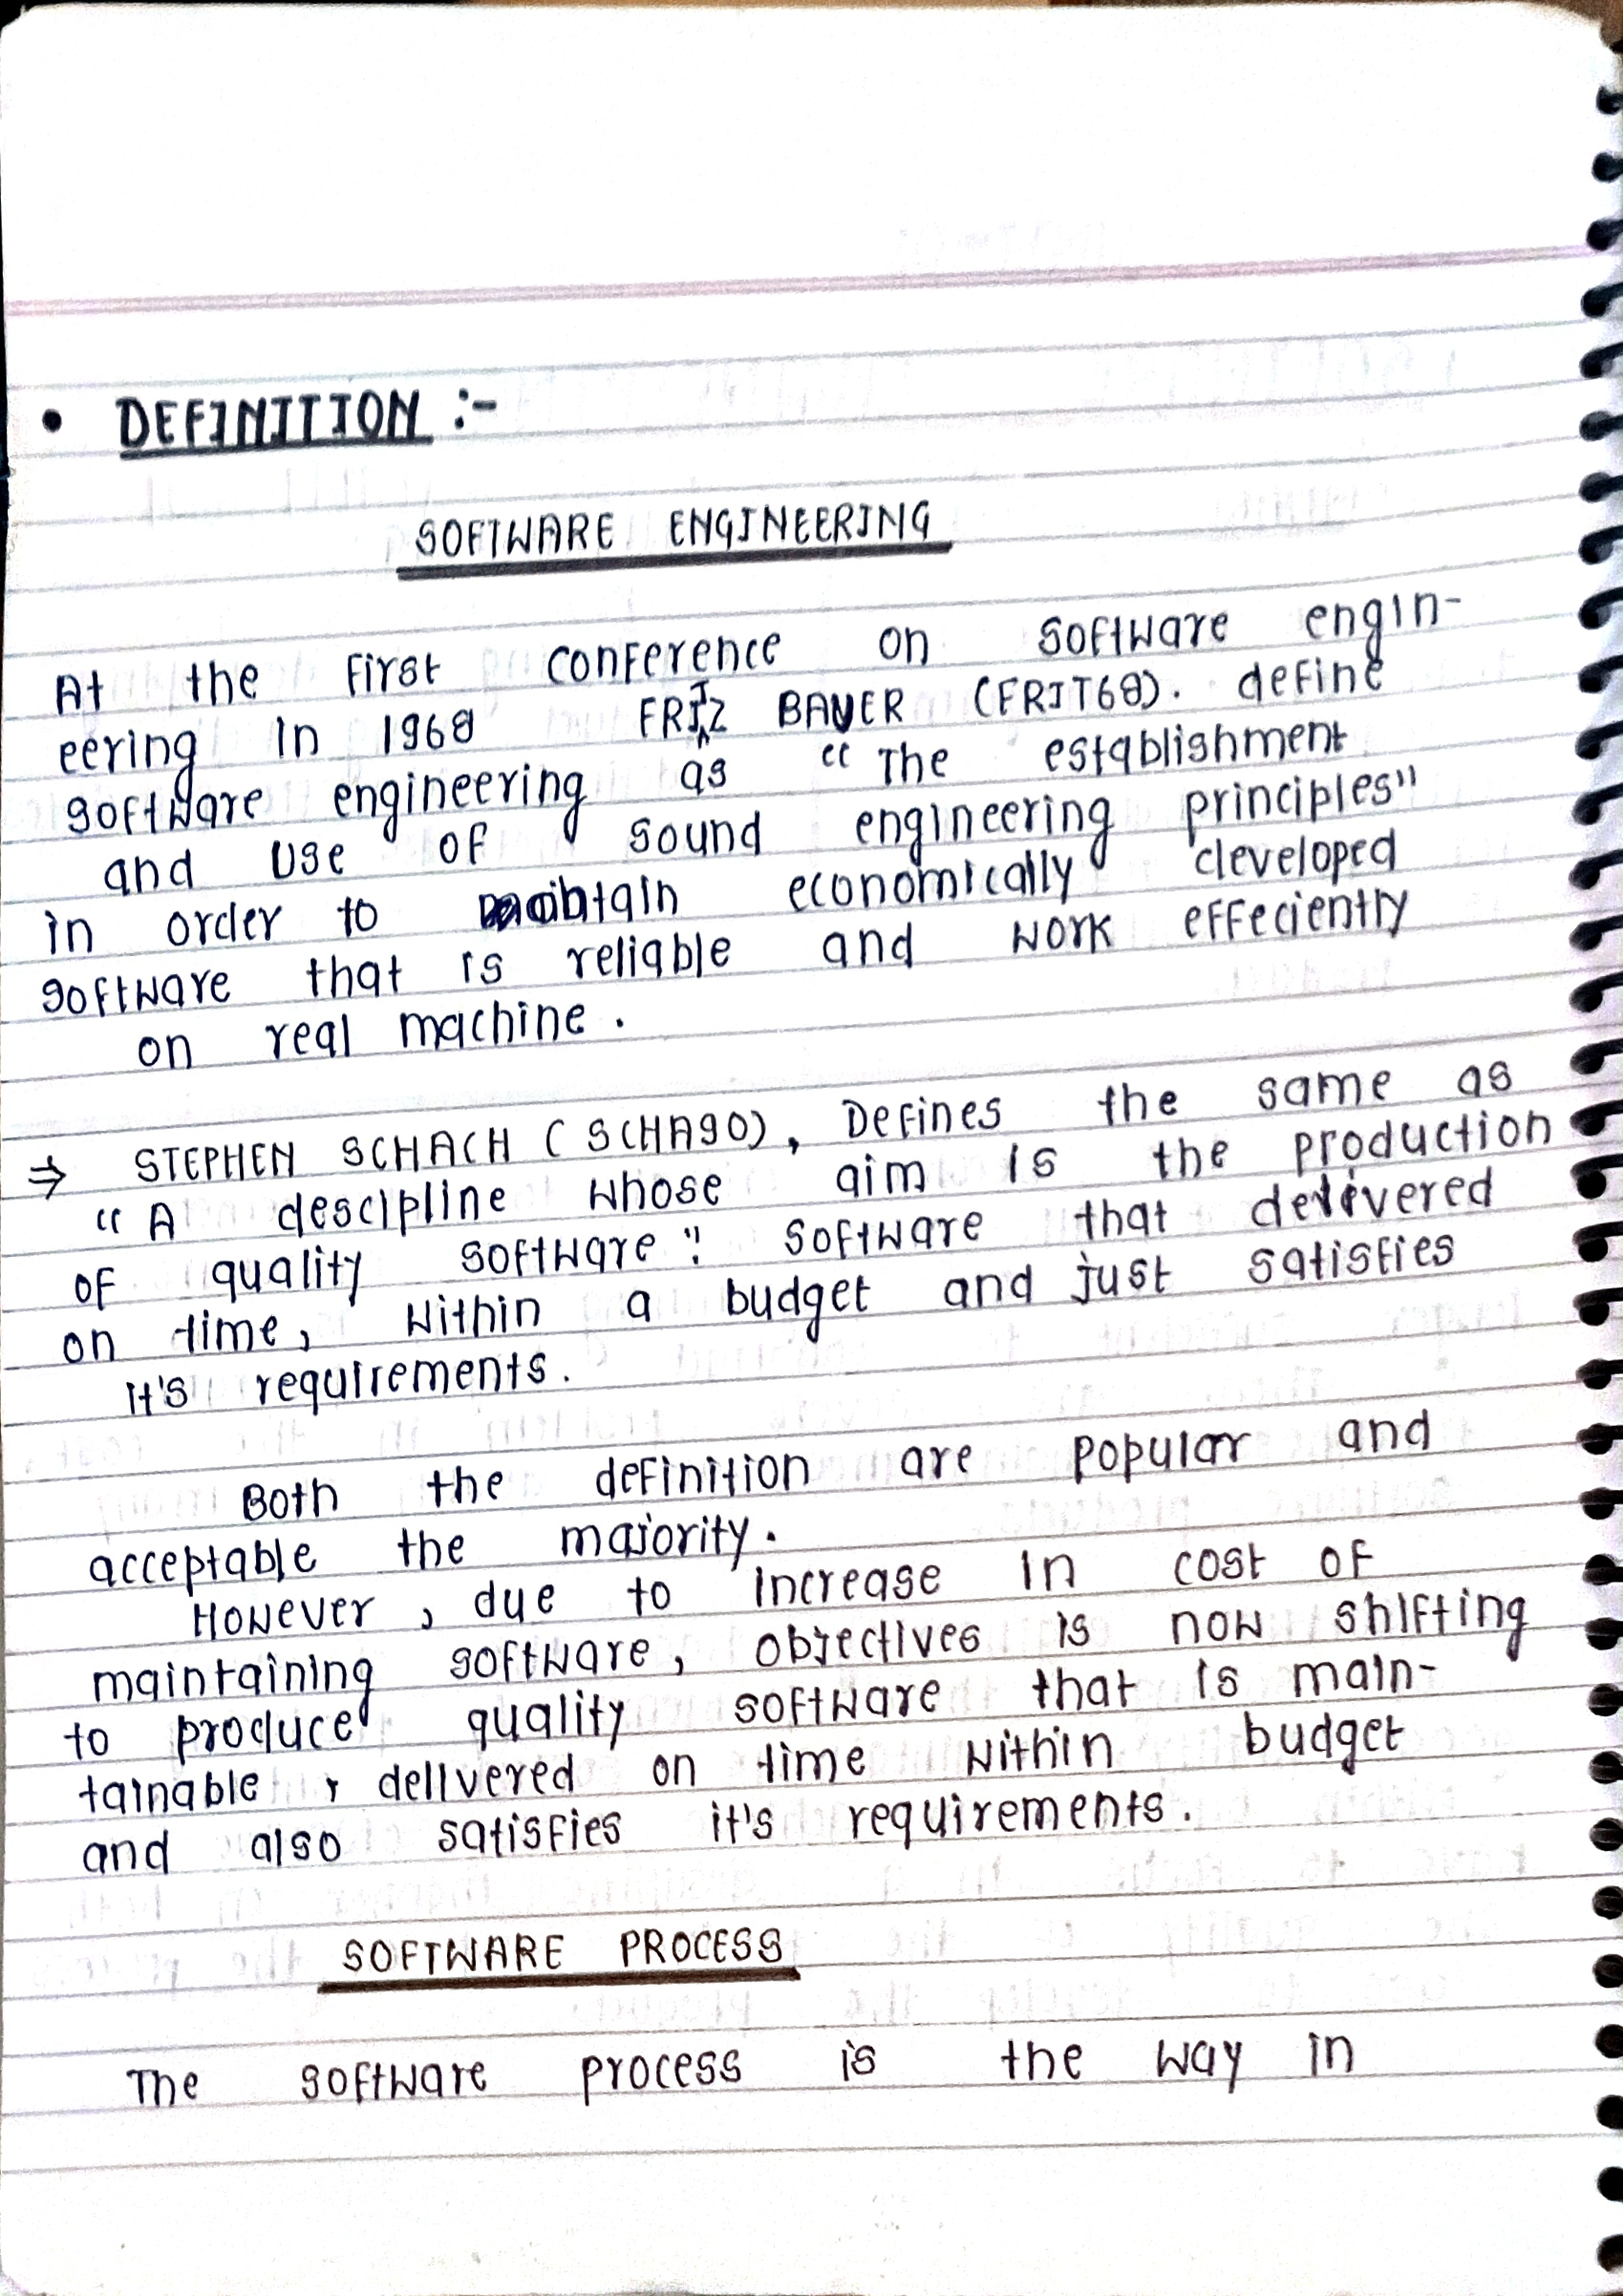 • DEFINITION :-
SOFTWARE ENGINEERING
At the first conference on software engin-
eering in 1968 FRITZ BAUER (FRIT68). define
software engineering as "The establishment
and use of sound engineering principles"
in order to obtain economically developed
software that is reliable and work effeciently
on real machine.
⇒ STEPHEN SCHACH (SCHA90), Defines the same as
"A descipline whose aim is the production
of quality software". software that delivered
on time, within a budget and just satisfies
it's requirements.
Both the definition are popular and
acceptable the majority.
However, due to increase in cost of
maintaining software, objectives is now shifting
to produce quality software that is main-
tainable, delivered on time within budget
and also satisfies it's requirements.
SOFTWARE PROCESS
The software process is the way in